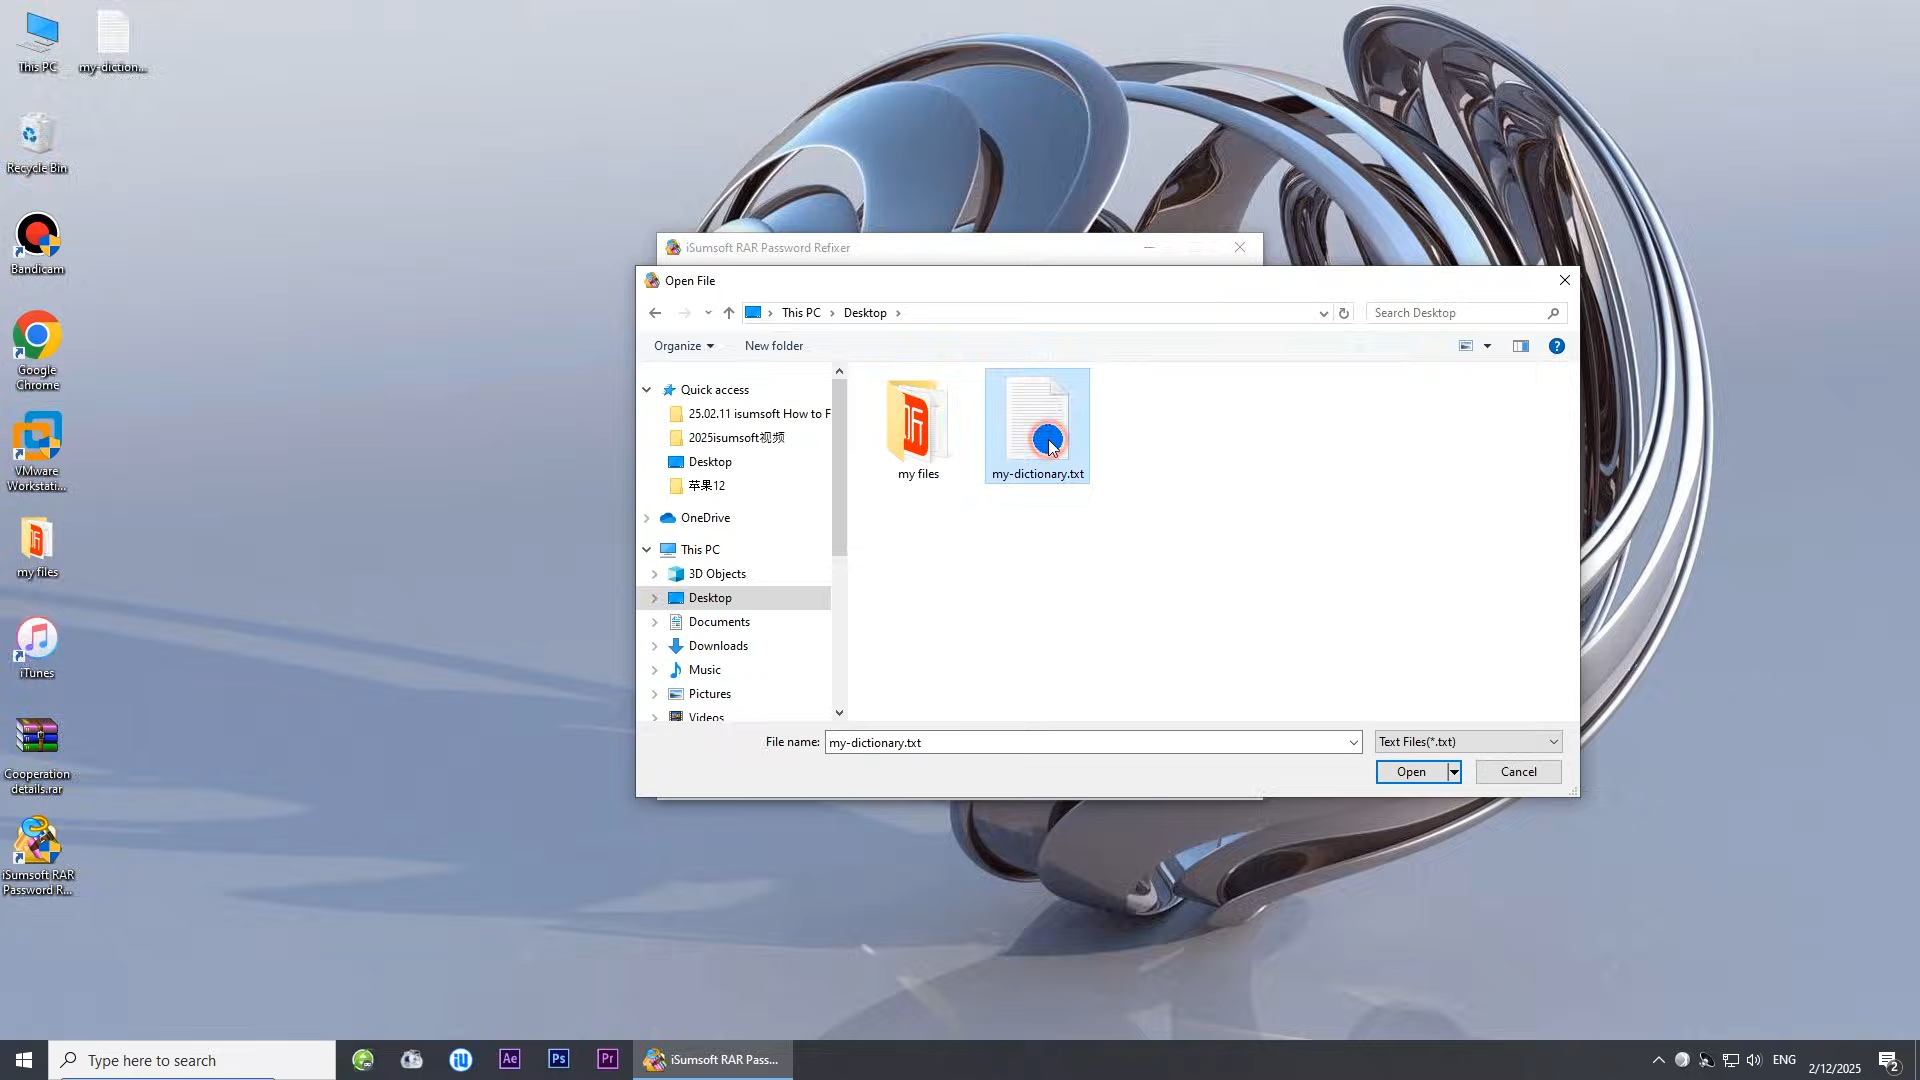 This PC
my-diction...
Recycle Bin
Bandicam
Google
Chrome
VMware
Workstati...
my files
iTunes
Cooperation
details.rar
iSumsoft RAR
Password R...
iSumsoft RAR Password Refixer
Open File
This PC
Desktop
Search Desktop
Organize
New folder
Quick access
25.02.11 isumsoft How to F
2025isumsoft视频
Desktop
苹果12
OneDrive
This PC
3D Objects
Desktop
Documents
Downloads
Music
Pictures
Videos
my files
my-dictionary.txt
File name:
my-dictionary.txt
Text Files(*.txt)
Open
Cancel
Type here to search
Ae
Ps
Pr
iSumsoft RAR Pass...
ENG
2/12/2025
2